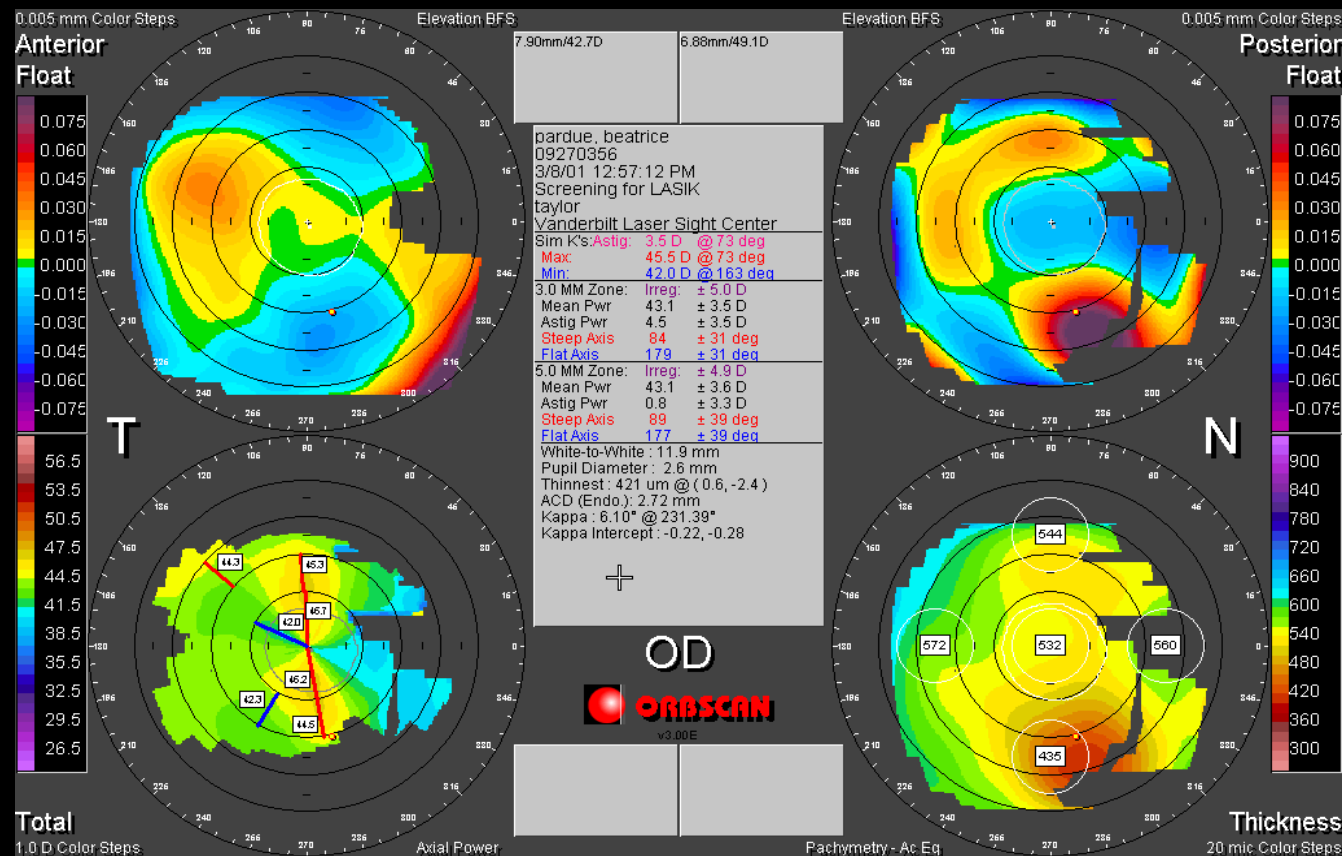 0.005 mm Color Steps
Elevation BFS
Anterior
Float
0.075
0.060
0.045
0.030
0.015
0.000
-0.015
-0.030
-0.045
-0.060
-0.075
7.90mm/42.7D
6.88mm/49.1D
Elevation BFS
0.005 mm Color Steps
Posterior
Float
0.075
0.060
0.045
0.030
0.015
0.000
-0.015
-0.030
-0.045
-0.060
-0.075
pardue, beatrice
09270356
3/8/01 12:57:12 PM
Screening for LASIK
taylor
Vanderbilt Laser Sight Center
Sim K's:Astig: 3.5 D @ 73 deg
Max: 45.5 D @ 73 deg
Min: 42.0 D @ 163 deg
3.0 MM Zone: Irreg: ± 5.0 D
Mean Pwr 43.1 ± 3.5 D
Astig Pwr 4.5 ± 3.5 D
Steep Axis 84 ± 31 deg
Flat Axis 179 ± 31 deg
5.0 MM Zone: Irreg: ± 4.9 D
Mean Pwr 43.1 ± 3.6 D
Astig Pwr 0.8 ± 3.3 D
Steep Axis 89 ± 39 deg
Flat Axis 177 ± 39 deg
White-to-White : 11.9 mm
Pupil Diameter : 2.6 mm
Thinnest : 421 um @ ( 0.6, -2.4 )
ACD (Endo.): 2.72 mm
Kappa : 6.10° @ 231.39°
Kappa Intercept : -0.22, -0.28
T
N
OD
ORBSCAN
v3.00E
56.5
53.5
50.5
47.5
44.5
41.5
38.5
35.5
32.5
29.5
26.5
44.3
45.3
45.7
42.0
45.2
42.3
44.5
Total
1.0 D Color Steps
Axial Power
544
572
532
560
435
900
840
780
720
660
600
540
480
420
360
300
Pachymetry - Ac Eq
Thickness
20 mic Color Steps